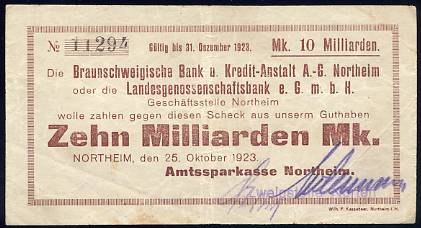 № 11294 Gültig bis 31. Dezember 1923. Mk. 10 Milliarden.
Die Braunschweigische Bank u. Kredit-Anstalt A.-G. Northeim
oder die Landesgenossenschaftsbank e. G. m. b. H.
Geschäftsstelle Northeim
wolle zahlen gegen diesen Scheck aus unserm Guthaben
Zehn Milliarden Mk.
NORTHEIM, den 25. Oktober 1923.
Amtssparkasse Northeim.